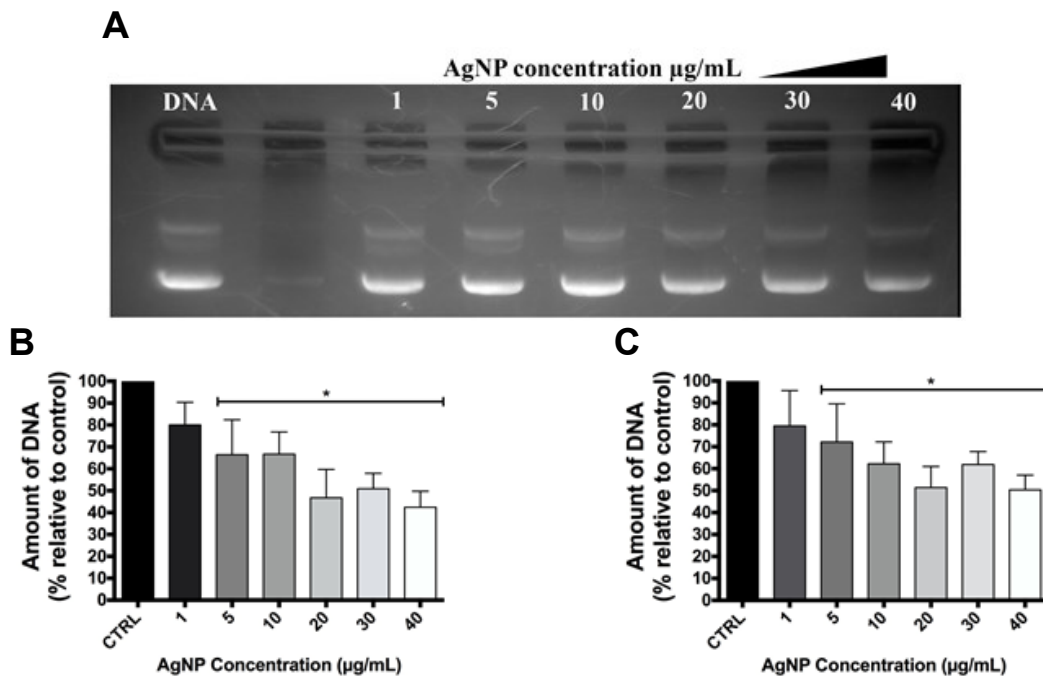 A
AgNP concentration µg/mL
DNA 1 5 10 20 30 40
B
Amount of DNA
(% relative to control)
100
90
80
70
60
50
40
30
20
10
0
*
CTRL 1 5 10 20 30 40
AgNP Concentration (µg/mL)
C
Amount of DNA
(% relative to control)
100
90
80
70
60
50
40
30
20
10
0
*
CTRL 1 5 10 20 30 40
AgNP Concentration (µg/mL)